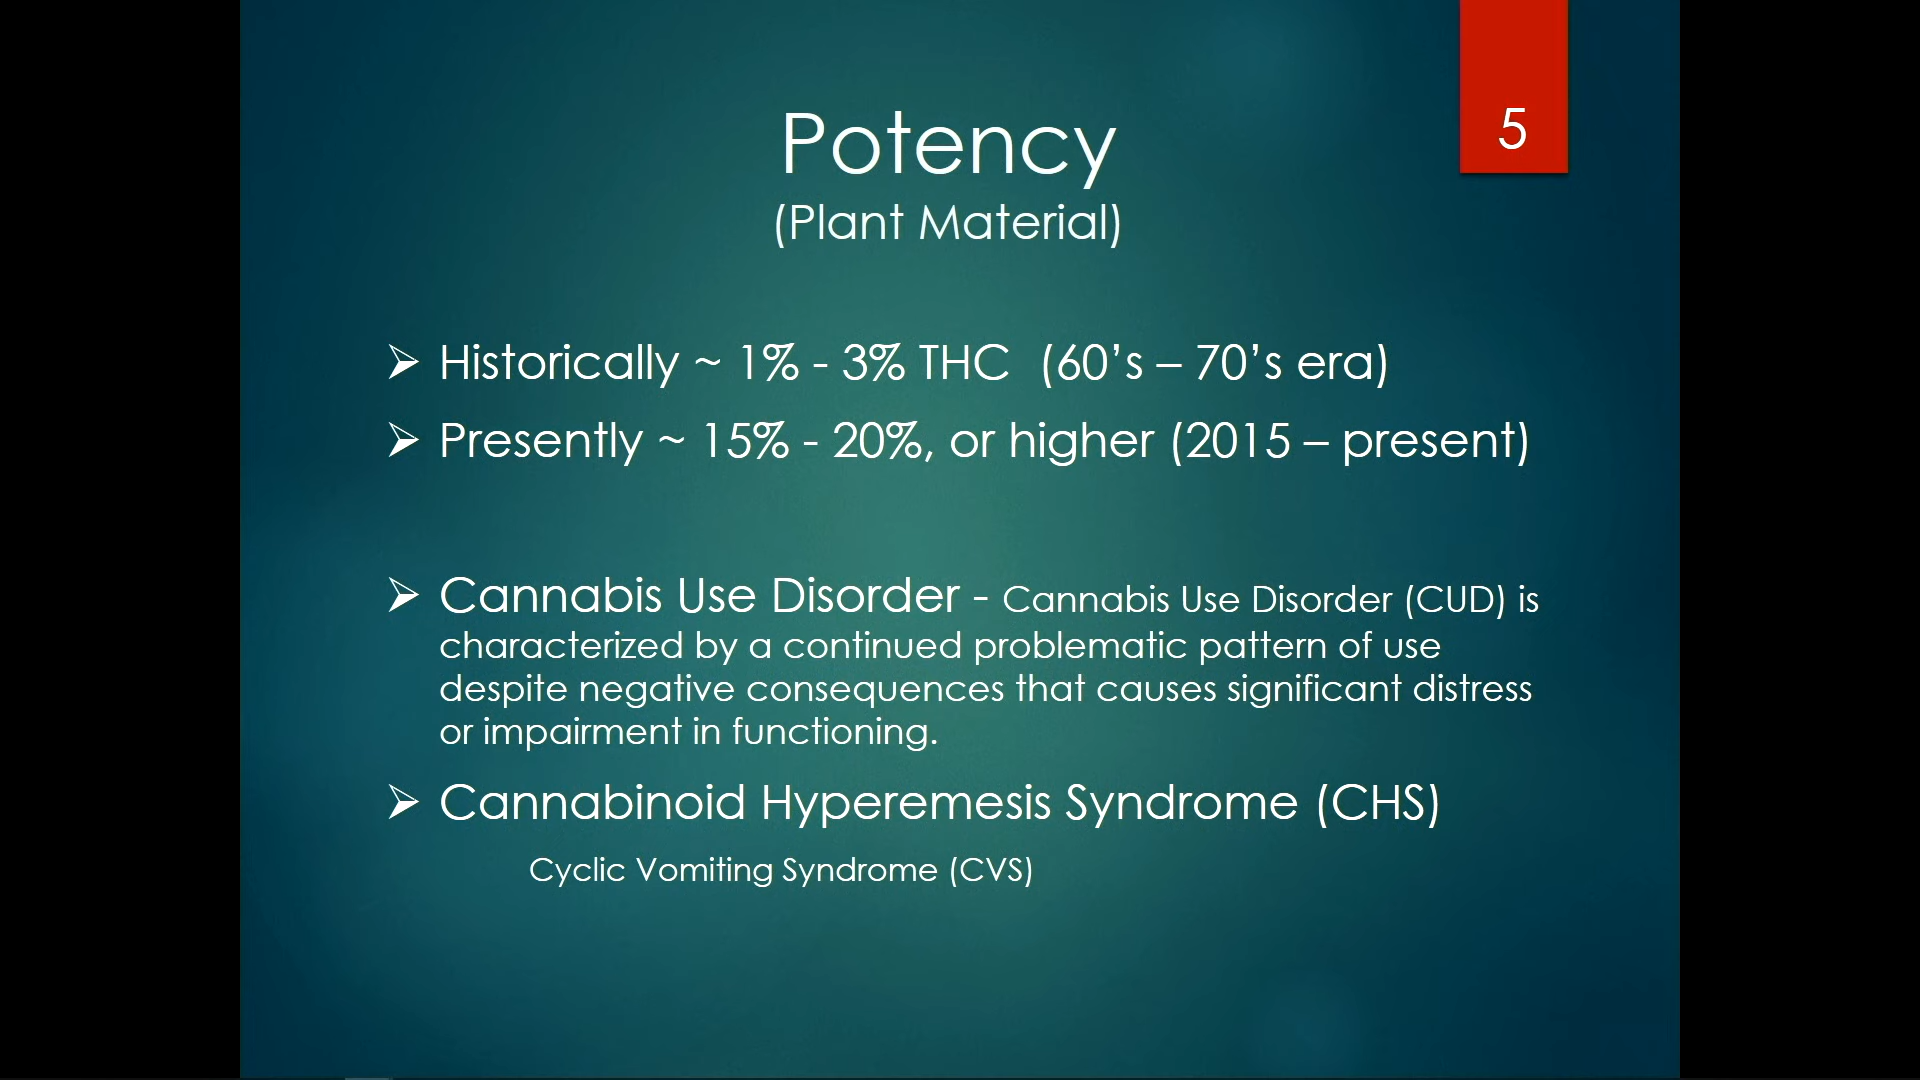 5
Potency
(Plant Material)
➢ Historically ~ 1% - 3% THC  (60’s – 70’s era)
➢ Presently ~ 15% - 20%, or higher (2015 – present)
➢ Cannabis Use Disorder - Cannabis Use Disorder (CUD) is
characterized by a continued problematic pattern of use
despite negative consequences that causes significant distress
or impairment in functioning.
➢ Cannabinoid Hyperemesis Syndrome (CHS)
Cyclic Vomiting Syndrome (CVS)